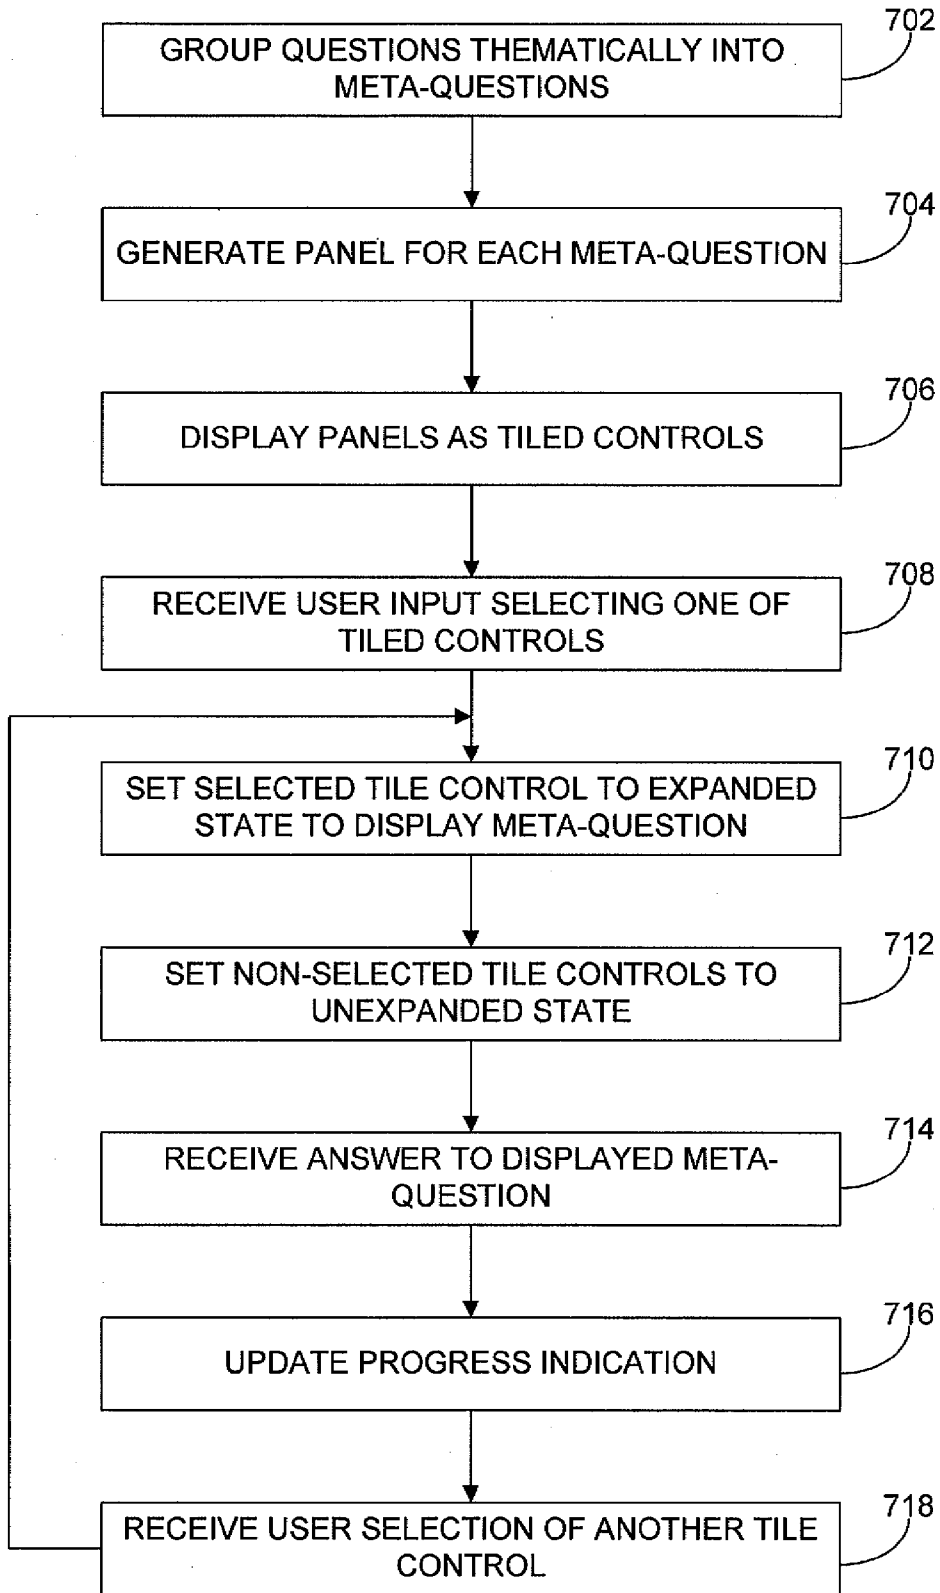 702
GROUP QUESTIONS THEMATICALLY INTO
META-QUESTIONS
704
GENERATE PANEL FOR EACH META-QUESTION
706
DISPLAY PANELS AS TILED CONTROLS
708
RECEIVE USER INPUT SELECTING ONE OF
TILED CONTROLS
710
SET SELECTED TILE CONTROL TO EXPANDED
STATE TO DISPLAY META-QUESTION
712
SET NON-SELECTED TILE CONTROLS TO
UNEXPANDED STATE
714
RECEIVE ANSWER TO DISPLAYED META-
QUESTION
716
UPDATE PROGRESS INDICATION
718
RECEIVE USER SELECTION OF ANOTHER TILE
CONTROL